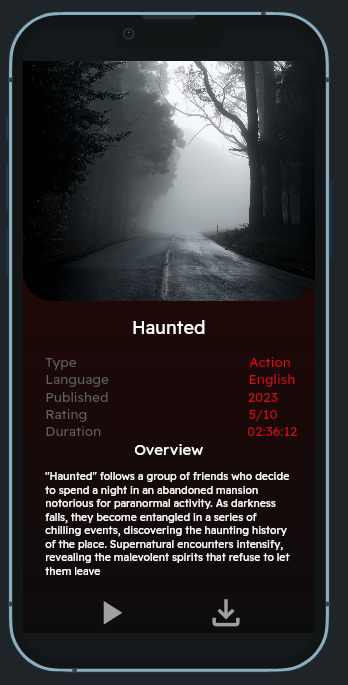 Haunted
Type Action
Language English
Published 2023
Rating 5/10
Duration 02:36:12
Overview
"Haunted" follows a group of friends who decide
to spend a night in an abandoned mansion
notorious for paranormal activity. As darkness
falls, they become entangled in a series of
chilling events, discovering the haunting history
of the place. Supernatural encounters intensify,
revealing the malevolent spirits that refuse to let
them leave